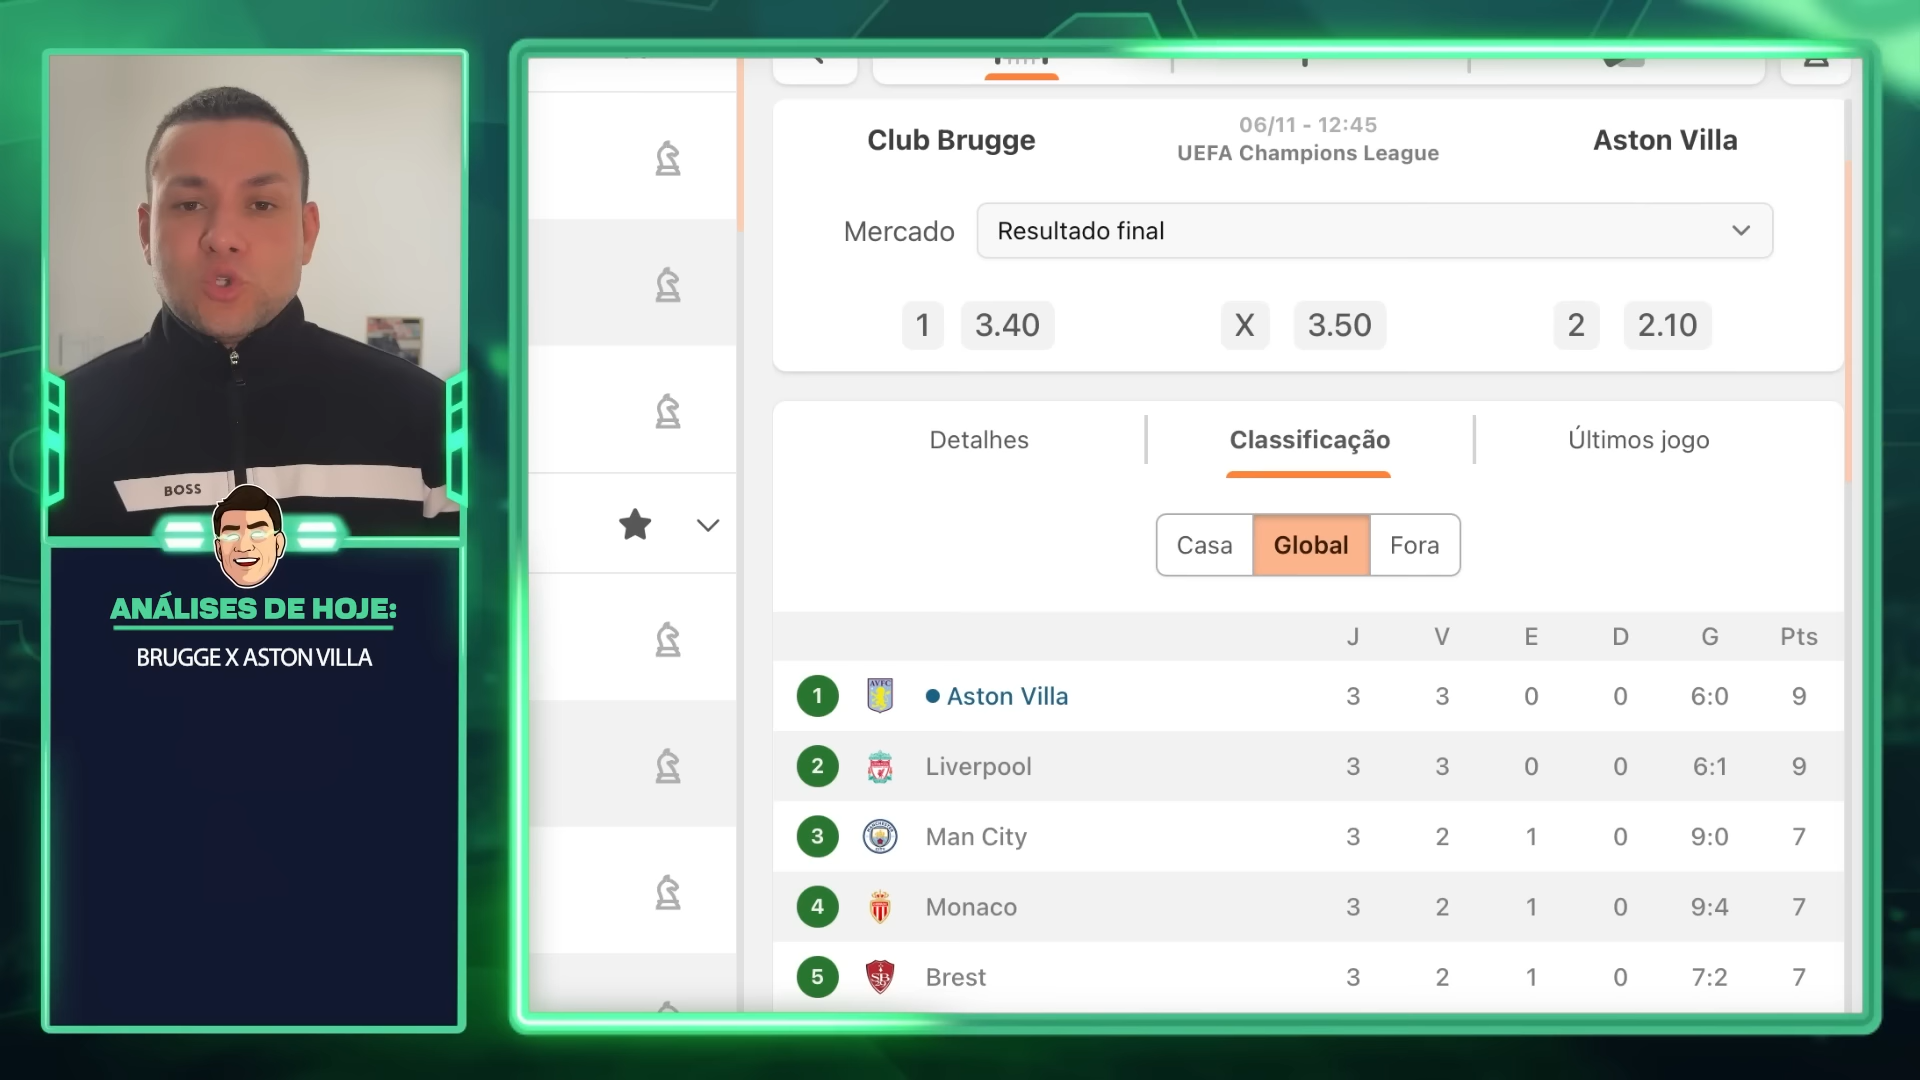 BOSS
ANÁLISES DE HOJE:
BRUGGE X ASTON VILLA
Club Brugge
06/11 - 12:45
UEFA Champions League
Aston Villa
Mercado
Resultado final
1 3.40
X 3.50
2 2.10
Detalhes
Classificação
Últimos jogo
Casa
Global
Fora
J V E D G Pts
1 AVFC Aston Villa 3 3 0 0 6:0 9
2 Liverpool 3 3 0 0 6:1 9
3 Man City 3 2 1 0 9:0 7
4 Monaco 3 2 1 0 9:4 7
5 Brest 3 2 1 0 7:2 7